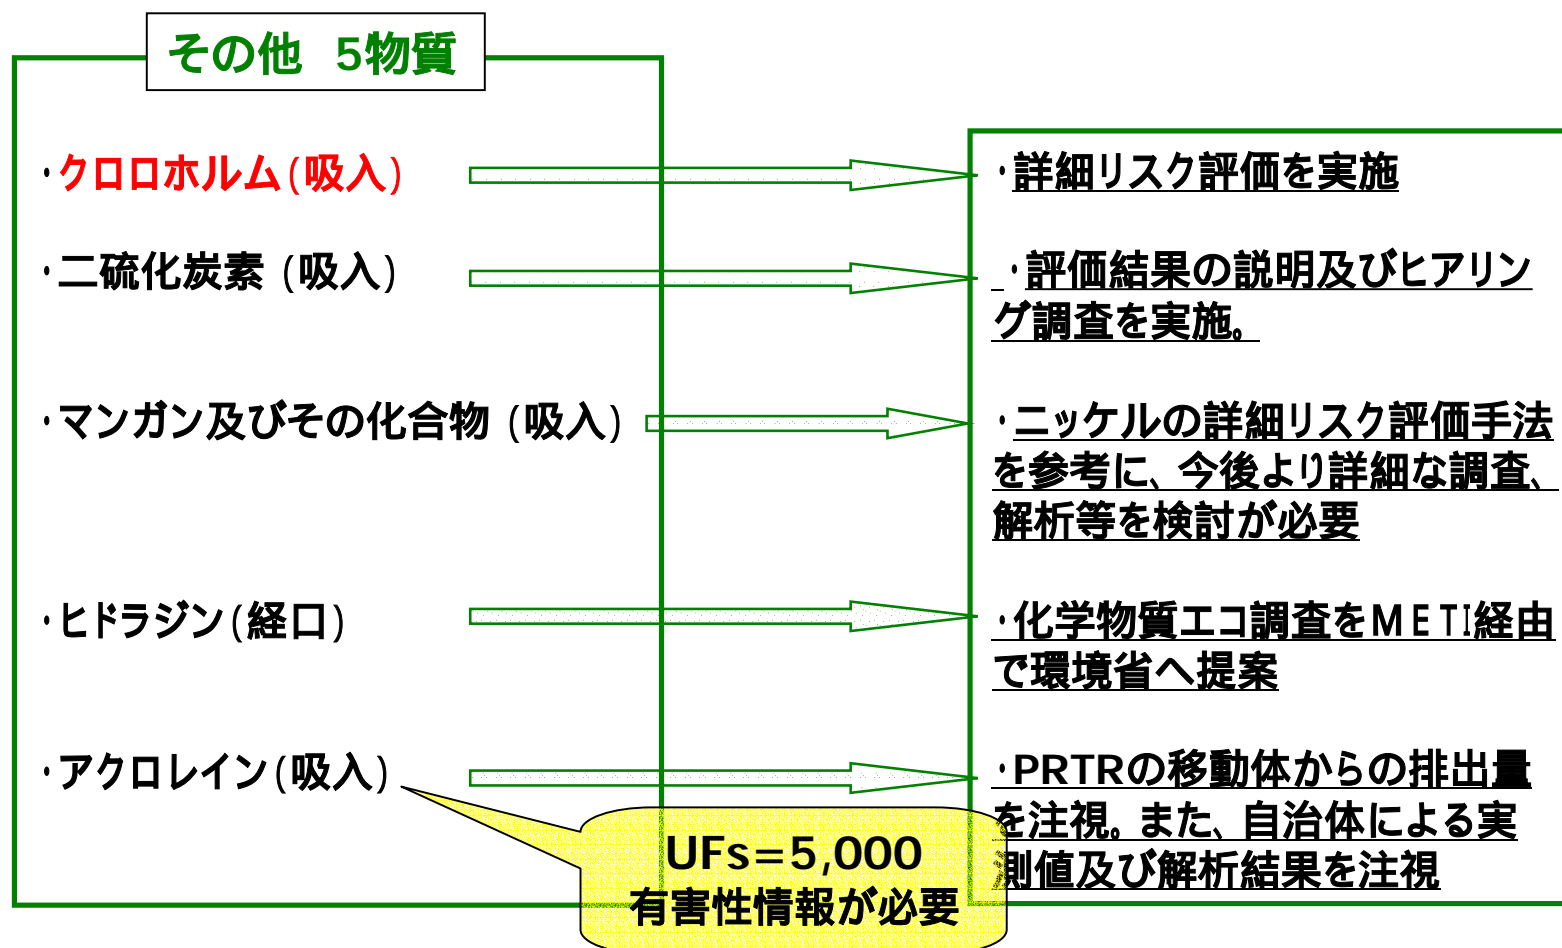 その他 5物質
・クロロホルム(吸入)
・二硫化炭素 (吸入)
・マンガン及びその化合物 (吸入)
・ヒドラジン(経口)
・アクロレイン(吸入)
UFs=5,000
有害性情報が必要
・詳細リスク評価を実施
・評価結果の説明及びヒアリン
グ調査を実施。
・ニッケルの詳細リスク評価手法
を参考に、今後より詳細な調査、
解析等を検討が必要
・化学物質エコ調査をMETI経由
で環境省へ提案
・PRTRの移動体からの排出量
を注視。また、自治体による実
測値及び解析結果を注視